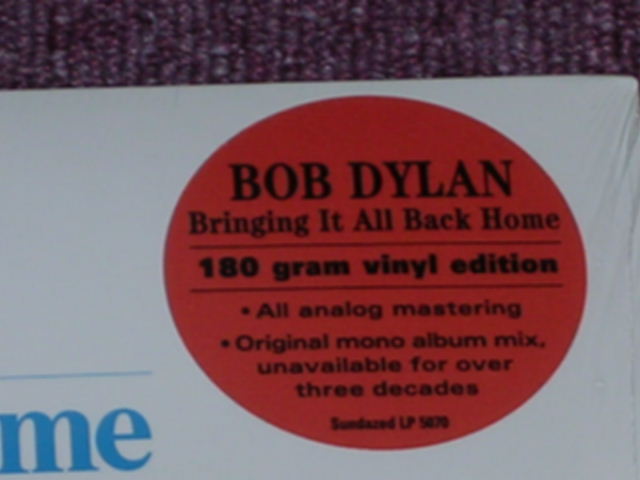 BOB DYLAN
Bringing It All Back Home
180 gram vinyl edition
• All analog mastering
• Original mono album mix,
unavailable for over
three decades
Sundazed LP 5070
me